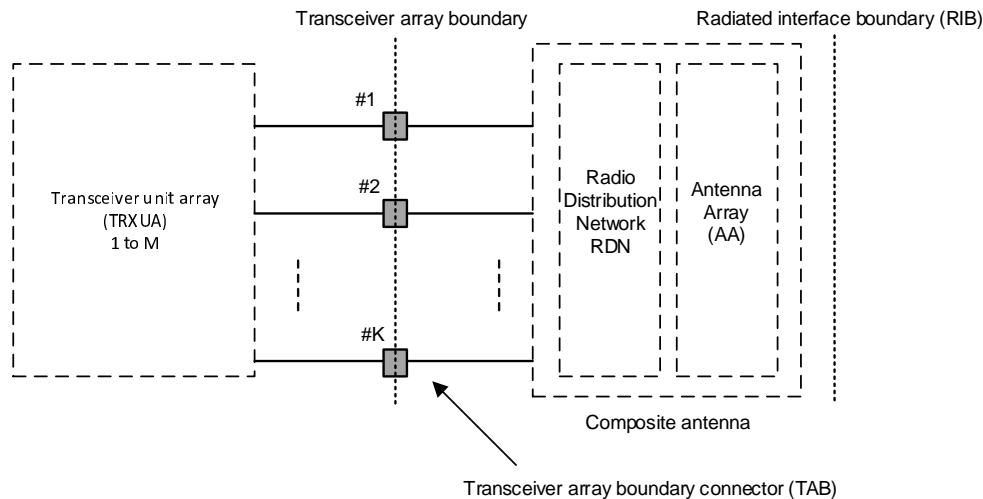 Transceiver array boundary
Radiated interface boundary (RIB)
#1
#2
#K
Transceiver unit array
(TRXUA)
1 to M
Radio
Distribution
Network
RDN
Antenna
Array
(AA)
Composite antenna
Transceiver array boundary connector (TAB)